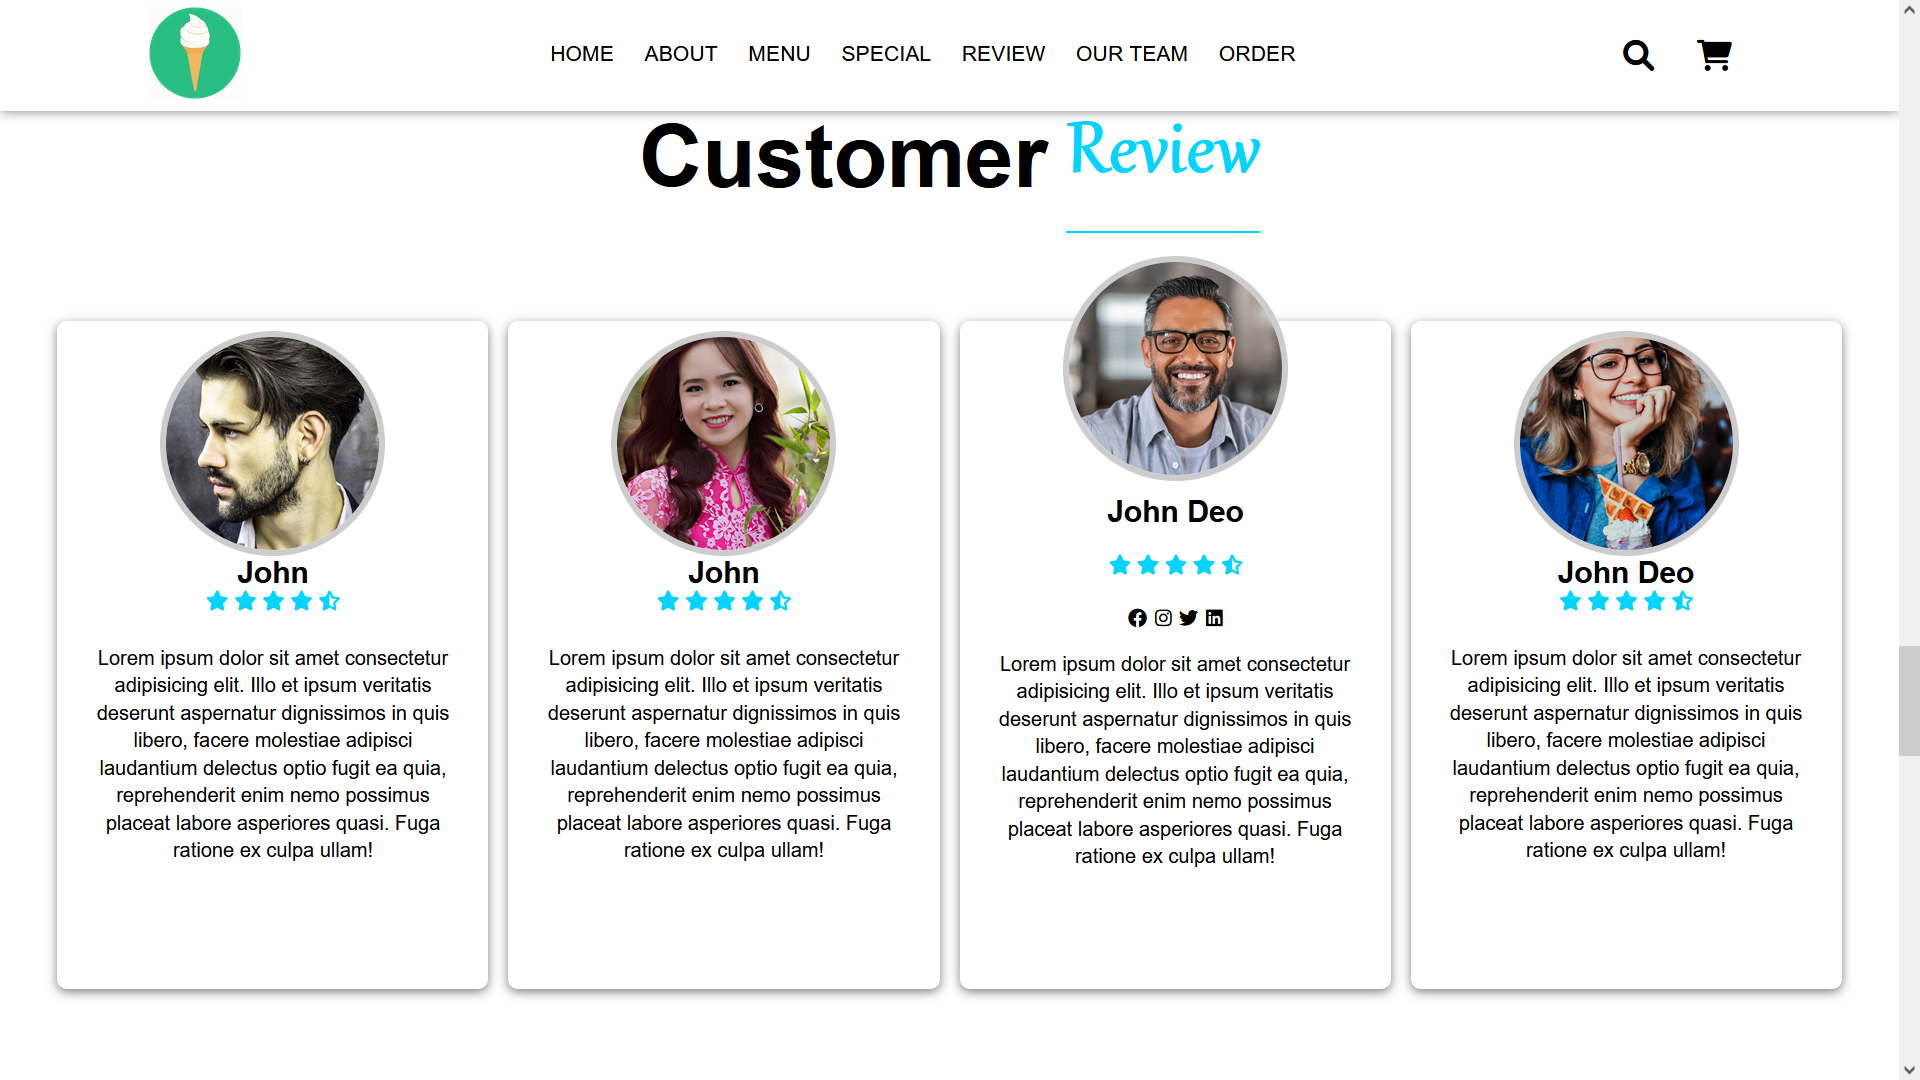 HOME ABOUT MENU SPECIAL REVIEW OUR TEAM ORDER
Customer Review
John
Lorem ipsum dolor sit amet consectetur
adipisicing elit. Illo et ipsum veritatis
deserunt aspernatur dignissimos in quis
libero, facere molestiae adipisci
laudantium delectus optio fugit ea quia,
reprehenderit enim nemo possimus
placeat labore asperiores quasi. Fuga
ratione ex culpa ullam!
John
Lorem ipsum dolor sit amet consectetur
adipisicing elit. Illo et ipsum veritatis
deserunt aspernatur dignissimos in quis
libero, facere molestiae adipisci
laudantium delectus optio fugit ea quia,
reprehenderit enim nemo possimus
placeat labore asperiores quasi. Fuga
ratione ex culpa ullam!
John Deo
Lorem ipsum dolor sit amet consectetur
adipisicing elit. Illo et ipsum veritatis
deserunt aspernatur dignissimos in quis
libero, facere molestiae adipisci
laudantium delectus optio fugit ea quia,
reprehenderit enim nemo possimus
placeat labore asperiores quasi. Fuga
ratione ex culpa ullam!
John Deo
Lorem ipsum dolor sit amet consectetur
adipisicing elit. Illo et ipsum veritatis
deserunt aspernatur dignissimos in quis
libero, facere molestiae adipisci
laudantium delectus optio fugit ea quia,
reprehenderit enim nemo possimus
placeat labore asperiores quasi. Fuga
ratione ex culpa ullam!